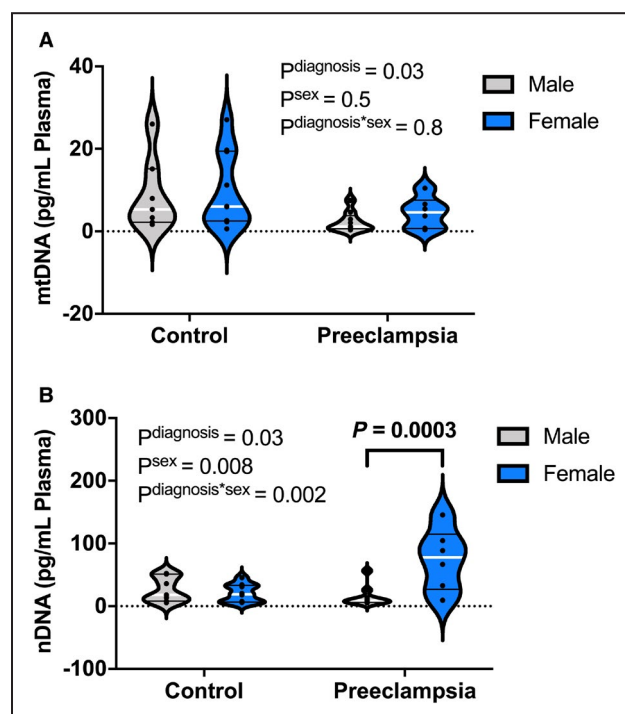 A
mtDNA (pg/mL Plasma)
40
20
0
-20
Pdiagnosis = 0.03
Psex = 0.5
Pdiagnosis*sex = 0.8
Male
Female
Control
Preeclampsia
B
nDNA (pg/mL Plasma)
300
200
100
0
-100
Pdiagnosis = 0.03
Psex = 0.008
Pdiagnosis*sex = 0.002
P = 0.0003
Male
Female
Control
Preeclampsia